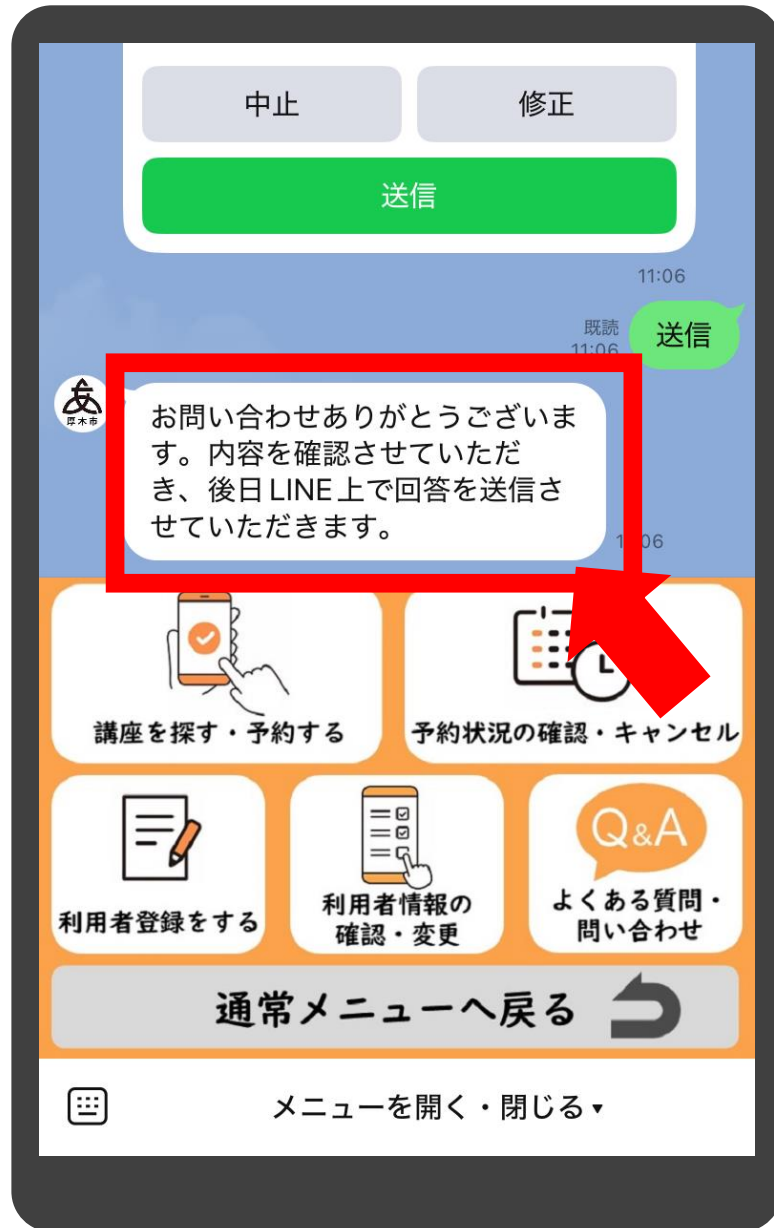 中止
修正
送信
11:06
既読
11:06
送信
厚木市
お問い合わせありがとうございま
す。内容を確認させていただ
き、後日LINE上で回答を送信さ
せていただきます。
講座を探す・予約する
予約状況の確認・キャンセル
利用者登録をする
利用者情報の
確認・変更
Q&A
よくある質問・
問い合わせ
通常メニューへ戻る
メニューを開く・閉じる▾